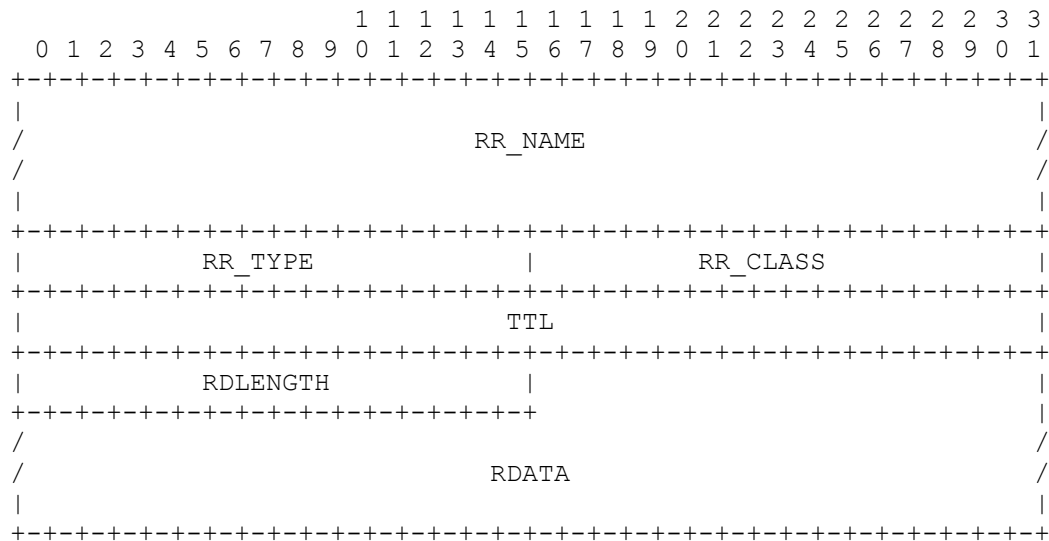 1 1 1 1 1 1 1 1 1 1 2 2 2 2 2 2 2 2 2 2 3 3
  0 1 2 3 4 5 6 7 8 9 0 1 2 3 4 5 6 7 8 9 0 1 2 3 4 5 6 7 8 9 0 1
+-+-+-+-+-+-+-+-+-+-+-+-+-+-+-+-+-+-+-+-+-+-+-+-+-+-+-+-+-+-+-+-+
|                                                               |
/                            RR_NAME                            /
/                                                               /
|                                                               |
+-+-+-+-+-+-+-+-+-+-+-+-+-+-+-+-+-+-+-+-+-+-+-+-+-+-+-+-+-+-+-+-+
|           RR_TYPE             |          RR_CLASS             |
+-+-+-+-+-+-+-+-+-+-+-+-+-+-+-+-+-+-+-+-+-+-+-+-+-+-+-+-+-+-+-+-+
|                              TTL                              |
+-+-+-+-+-+-+-+-+-+-+-+-+-+-+-+-+-+-+-+-+-+-+-+-+-+-+-+-+-+-+-+-+
|           RDLENGTH            |                               |
+-+-+-+-+-+-+-+-+-+-+-+-+-+-+-+-+                               |
/                                                               /
/                             RDATA                             /
|                                                               |
+-+-+-+-+-+-+-+-+-+-+-+-+-+-+-+-+-+-+-+-+-+-+-+-+-+-+-+-+-+-+-+-+